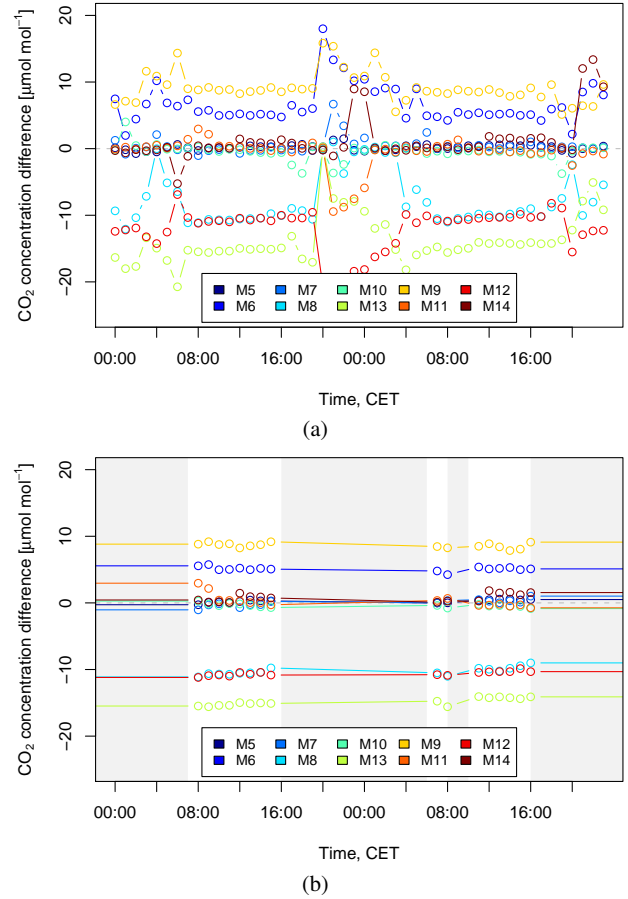 20
10
0
−10
−20
CO2 concentration difference [µmol mol−1]
M5 M7 M10 M9 M12
M6 M8 M13 M11 M14
00:00 08:00 16:00 00:00 08:00 16:00
Time, CET
(a)
20
10
0
−10
−20
CO2 concentration difference [µmol mol−1]
M5 M7 M10 M9 M12
M6 M8 M13 M11 M14
00:00 08:00 16:00 00:00 08:00 16:00
Time, CET
(b)